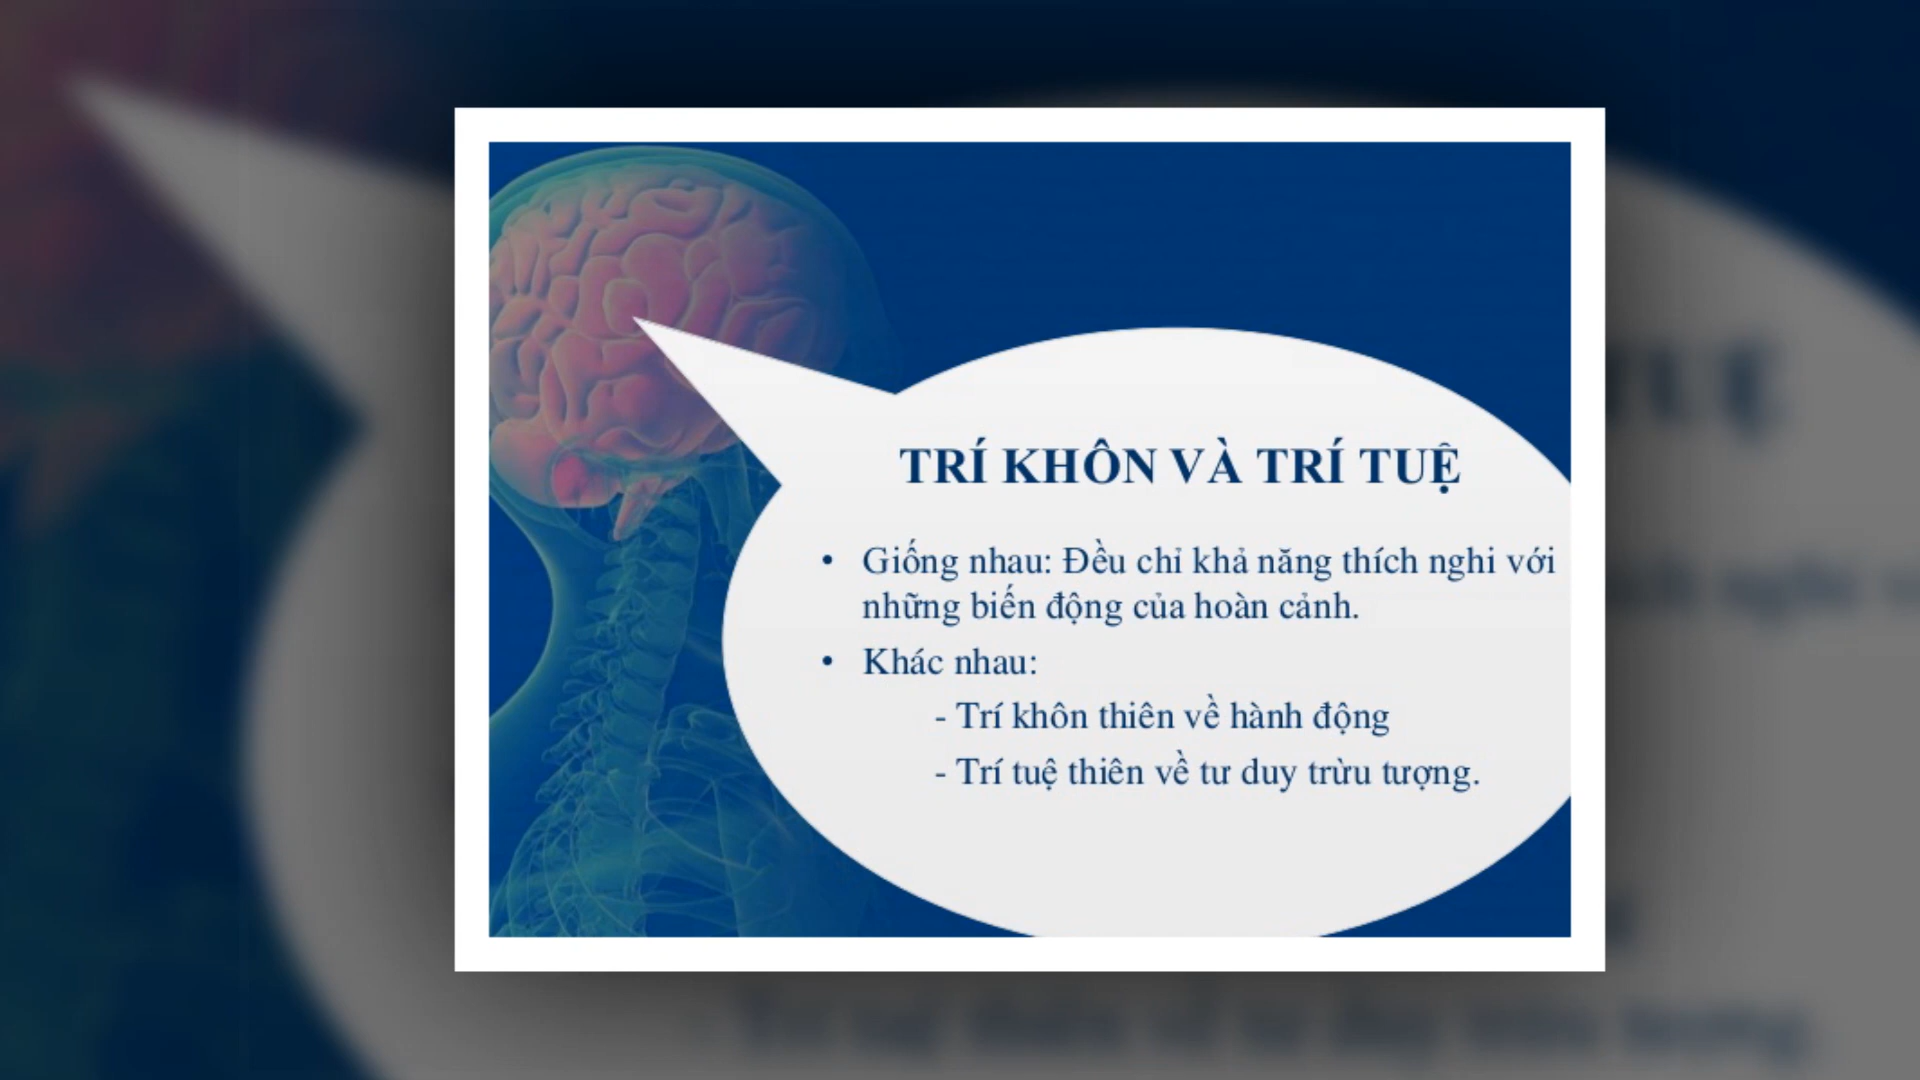 TRÍ KHÔN VÀ TRÍ TUỆ
• Giống nhau: Đều chỉ khả năng thích nghi với
những biến động của hoàn cảnh.
• Khác nhau:
- Trí khôn thiên về hành động
- Trí tuệ thiên về tư duy trừu tượng.